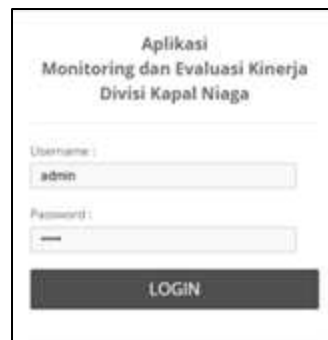 Aplikasi
Monitoring dan Evaluasi Kinerja
Divisi Kapal Niaga
Username :
admin
Password :
LOGIN